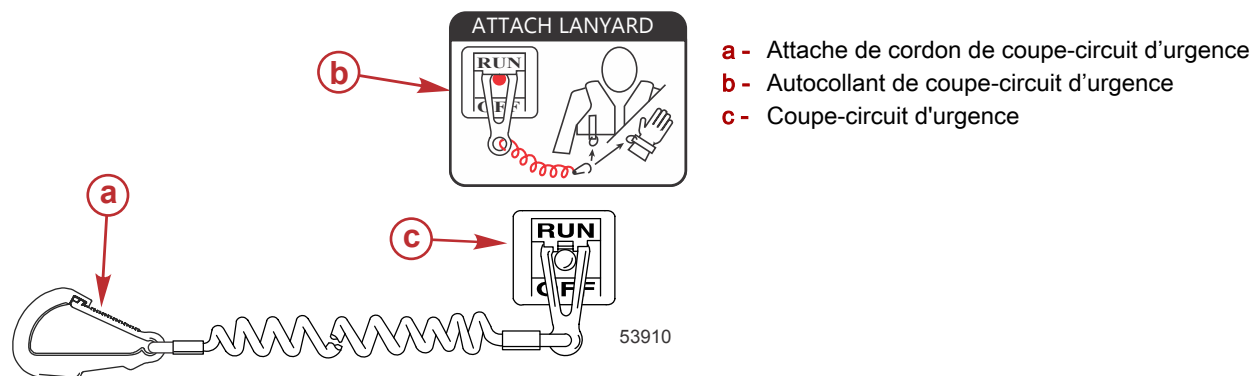 ATTACH LANYARD
RUN
OFF
b
a - Attache de cordon de coupe-circuit d’urgence
b - Autocollant de coupe-circuit d’urgence
c - Coupe-circuit d'urgence
a
c
RUN
OFF
53910